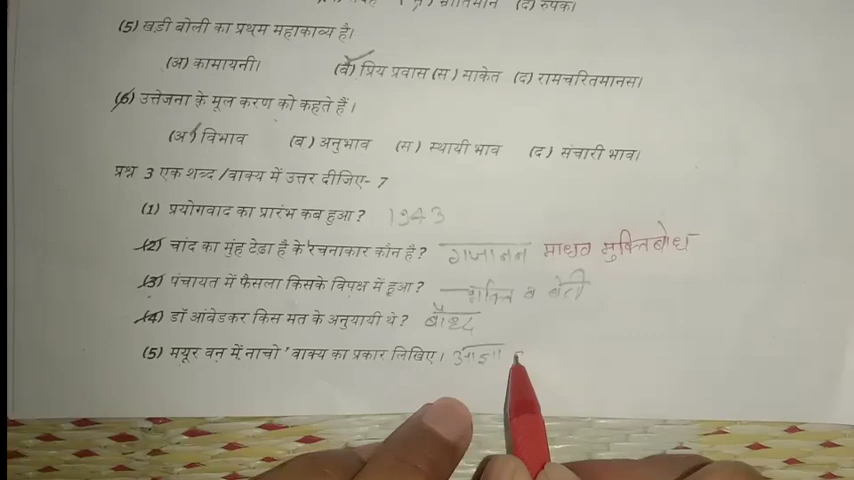 भ्रांतिमान (द) रुपक।
(5) खड़ी बोली का प्रथम महाकाव्य है।
(अ) कामायनी। (ब) प्रिय प्रवास (स) माकेत (द) रामचरितमानस।
(6) उत्तेजना के मूल करण को कहते हैं।
(अ) विभाव (ब) अनुभाव (स) स्थायी भाव (द) संचारी भाव।
प्रश्न 3 एक शब्द/वाक्य में उत्तर दीजिए- 7
(1) प्रयोगवाद का प्रारंभ कब हुआ? 1943
(2) चांद का मुंह टेढ़ा है के रचनाकार कौन है? गजानन माधव मुक्तिबोध
(3) पंचायत में फैसला किसके विपक्ष में हुआ? व
(4) डॉ आंवेडकर किस मत के अनुयायी थे? बौध्द
(5) मयूर वन में नाचो 'वाक्य का प्रकार लिखिए। आज्ञा